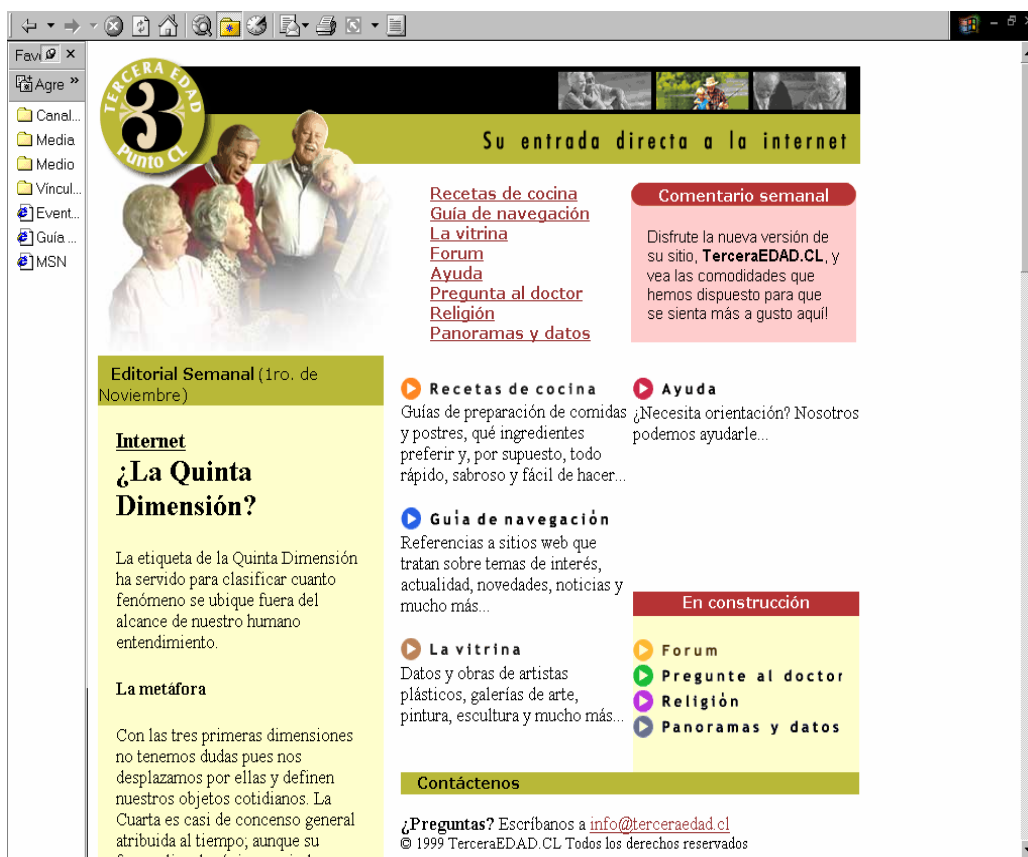 Favi
Agre »
Canal...
Media
Medio
Víncul...
Event...
Guía ...
MSN
TERCERA EDAD
3
Punto CL
Su entrada directa a la internet
Recetas de cocina
Guía de navegación
La vitrina
Forum
Ayuda
Pregunta al doctor
Religión
Panoramas y datos
Comentario semanal
Disfrute la nueva versión de
su sitio, TerceraEDAD.CL, y
vea las comodidades que
hemos dispuesto para que
se sienta más a gusto aquí!
Editorial Semanal (1ro. de
Noviembre)
Internet
¿La Quinta
Dimensión?
La etiqueta de la Quinta Dimensión
ha servido para clasificar cuanto
fenómeno se ubique fuera del
alcance de nuestro humano
entendimiento.
La metáfora
Con las tres primeras dimensiones
no tenemos dudas pues nos
desplazamos por ellas y definen
nuestros objetos cotidianos. La
Cuarta es casi de concenso general
atribuida al tiempo; aunque su
Recetas de cocina
Guías de preparación de comidas
y postres, qué ingredientes
preferir y, por supuesto, todo
rápido, sabroso y fácil de hacer...
Guía de navegación
Referencias a sitios web que
tratan sobre temas de interés,
actualidad, novedades, noticias y
mucho más...
La vitrina
Datos y obras de artistas
plásticos, galerías de arte,
pintura, escultura y mucho más...
Ayuda
¿Necesita orientación? Nosotros
podemos ayudarle...
En construcción
Forum
Pregunte al doctor
Religión
Panoramas y datos
Contáctenos
¿Preguntas? Escríbanos a info@terceraedad.cl
© 1999 TerceraEDAD.CL Todos los derechos reservados